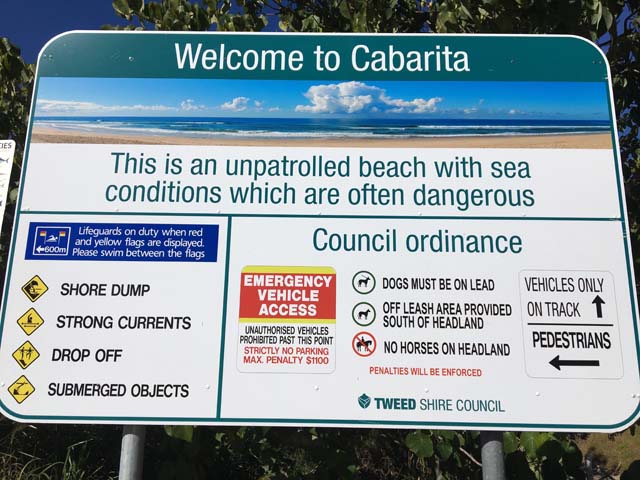 Welcome to Cabarita
This is an unpatrolled beach with sea
conditions which are often dangerous
Lifeguards on duty when red
and yellow flags are displayed.
Please swim between the flags
600m
SHORE DUMP
STRONG CURRENTS
DROP OFF
SUBMERGED OBJECTS
Council ordinance
EMERGENCY
VEHICLE
ACCESS
UNAUTHORISED VEHICLES
PROHIBITED PAST THIS POINT
STRICTLY NO PARKING
MAX. PENALTY $1100
DOGS MUST BE ON LEAD
OFF LEASH AREA PROVIDED
SOUTH OF HEADLAND
NO HORSES ON HEADLAND
PENALTIES WILL BE ENFORCED
VEHICLES ONLY
ON TRACK
PEDESTRIANS
TWEED SHIRE COUNCIL